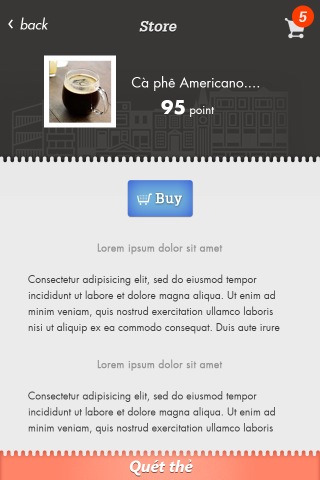 back
Store
5
Cà phê Americano....
95 point
Buy
Lorem ipsum dolor sit amet
Consectetur adipisicing elit, sed do eiusmod tempor
incididunt ut labore et dolore magna aliqua. Ut enim ad
minim veniam, quis nostrud exercitation ullamco laboris
nisi ut aliquip ex ea commodo consequat. Duis aute irure
Lorem ipsum dolor sit amet
Consectetur adipisicing elit, sed do eiusmod tempor
incididunt ut labore et dolore magna aliqua. Ut enim ad
minim veniam, quis nostrud exercitation ullamco laboris
Quét thẻ